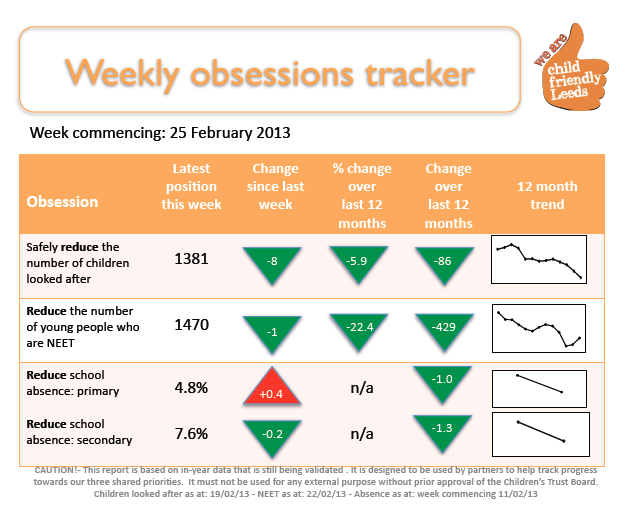 Weekly obsessions tracker
we are
child
friendly
Leeds
Week commencing: 25 February 2013
Obsession
Latest
position
this week
Change
since last
week
% change
over
last 12
months
Change
over
last 12
months
12 month
trend
Safely reduce the
number of children
looked after
1381
-8
-5.9
-86
Reduce the number
of young people who
are NEET
1470
-1
-22.4
-429
Reduce school
absence: primary
4.8%
+0.4
n/a
-1.0
Reduce school
absence: secondary
7.6%
-0.2
n/a
-1.3
CAUTION!- This report is based on in-year data that is still being validated . It is designed to be used by partners to help track progress
towards our three shared priorities.  It must not be used for any external purpose without prior approval of the Children's Trust Board.
Children looked after as at: 19/02/13 - NEET as at: 22/02/13 - Absence as at: week commencing 11/02/13